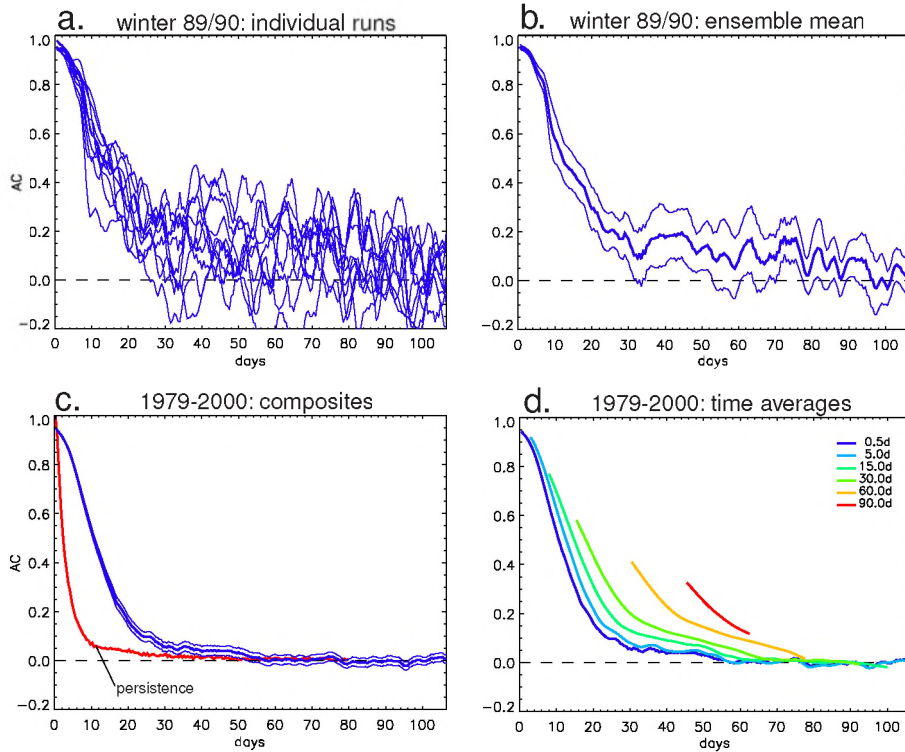 a. winter 89/90: individual runs
1.0
0.8
0.6
0.4
0.2
0.0
−0.2
AC
0 10 20 30 40 50 60 70 80 90 100
days
b. winter 89/90: ensemble mean
1.0
0.8
0.6
0.4
0.2
0.0
−0.2
0 10 20 30 40 50 60 70 80 90 100
days
c. 1979-2000: composites
1.0
0.8
0.6
0.4
0.2
0.0
−0.2
AC
persistence
0 10 20 30 40 50 60 70 80 90 100
days
d. 1979-2000: time averages
1.0
0.8
0.6
0.4
0.2
0.0
−0.2
AC
0.5d
5.0d
15.0d
30.0d
60.0d
90.0d
0 10 20 30 40 50 60 70 80 90 100
days